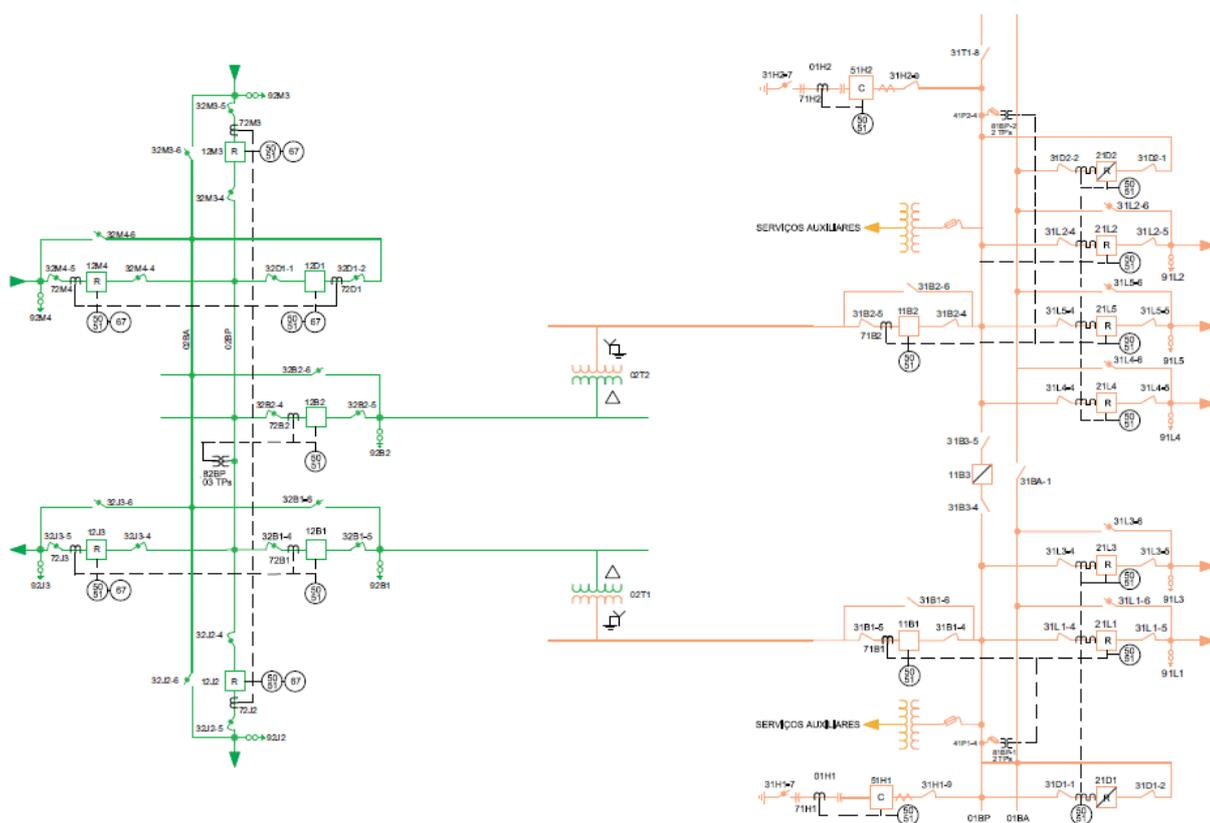 92M3
32M3-5
72M3
32M3-6
12M3
R
50
51
67
32M3-4
32M4-6
32M4-5
12M4
32M4-4
32D1-1
12D1
32D1-2
R
72M4
72D1
92M4
50
51
67
50
51
67
02BA
02BP
32B2-6
32B2-4
12B2
32B2-5
72B2
92B2
50
51
82BP
03 TPs
32J3-6
32B1-6
32J3-5
12J3
32J3-4
32B1-4
12B1
32B1-5
R
72J3
72B1
92J3
92B1
50
51
67
50
51
32J2-4
32J2-6
12J2
R
50
51
67
72J2
32J2-5
92J2
02T2
02T1
31T1-8
31H2-7
01H2
51H2
C
71H2
50
51
41P2-4
81BP-2
2 TPs
31D2-2
21D2
31D2-1
R
50
51
31L2-6
SERVIÇOS AUXILIARES
31L2-4
21L2
31L2-5
R
50
51
91L2
31B2-6
31L5-6
31B2-5
11B2
31B2-4
31L5-4
21L5
31L5-5
R
71B2
50
51
50
51
91L5
31L4-6
31L4-4
21L4
31L4-5
R
50
51
91L4
31B3-5
11B3
31BA-1
31B3-4
31L3-6
31L3-4
21L3
31L3-5
R
50
51
91L3
31B1-6
31L1-6
31B1-5
11B1
31B1-4
31L1-4
21L1
31L1-5
R
71B1
50
51
50
51
91L1
SERVIÇOS AUXILIARES
41P1-4
81BP-1
2 TPs
31H1-7
01H1
51H1
31H1-9
C
71H1
50
51
31D1-1
21D1
31D1-2
R
50
51
01BP
01BA